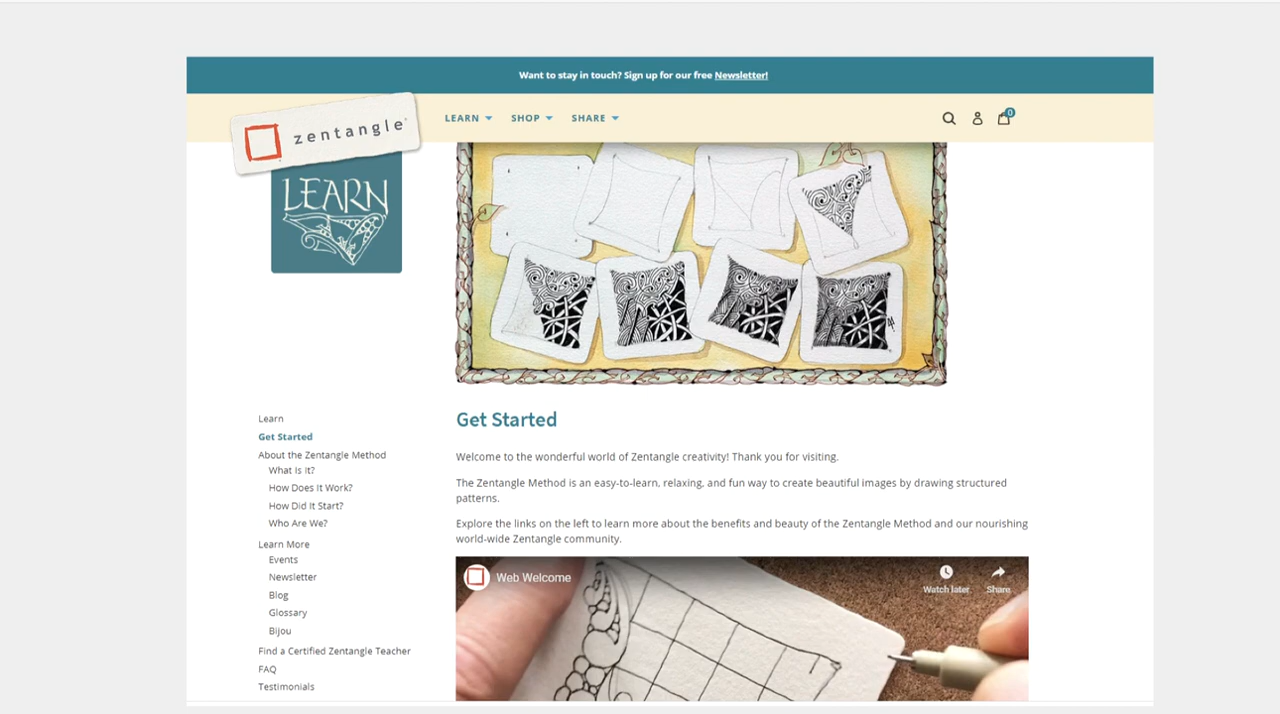 Want to stay in touch? Sign up for our free Newsletter!
zentangle
LEARN SHOP SHARE
0
LEARN
Learn
Get Started
About the Zentangle Method
What Is it?
How Does It Work?
How Did It Start?
Who Are We?
Learn More
Events
Newsletter
Blog
Glossary
Bijou
Find a Certified Zentangle Teacher
FAQ
Testimonials
Get Started
Welcome to the wonderful world of Zentangle creativity! Thank you for visiting.
The Zentangle Method is an easy-to-learn, relaxing, and fun way to create beautiful images by drawing structured
patterns.
Explore the links on the left to learn more about the benefits and beauty of the Zentangle Method and our nourishing
world-wide Zentangle community.
Web Welcome
Watch later Share